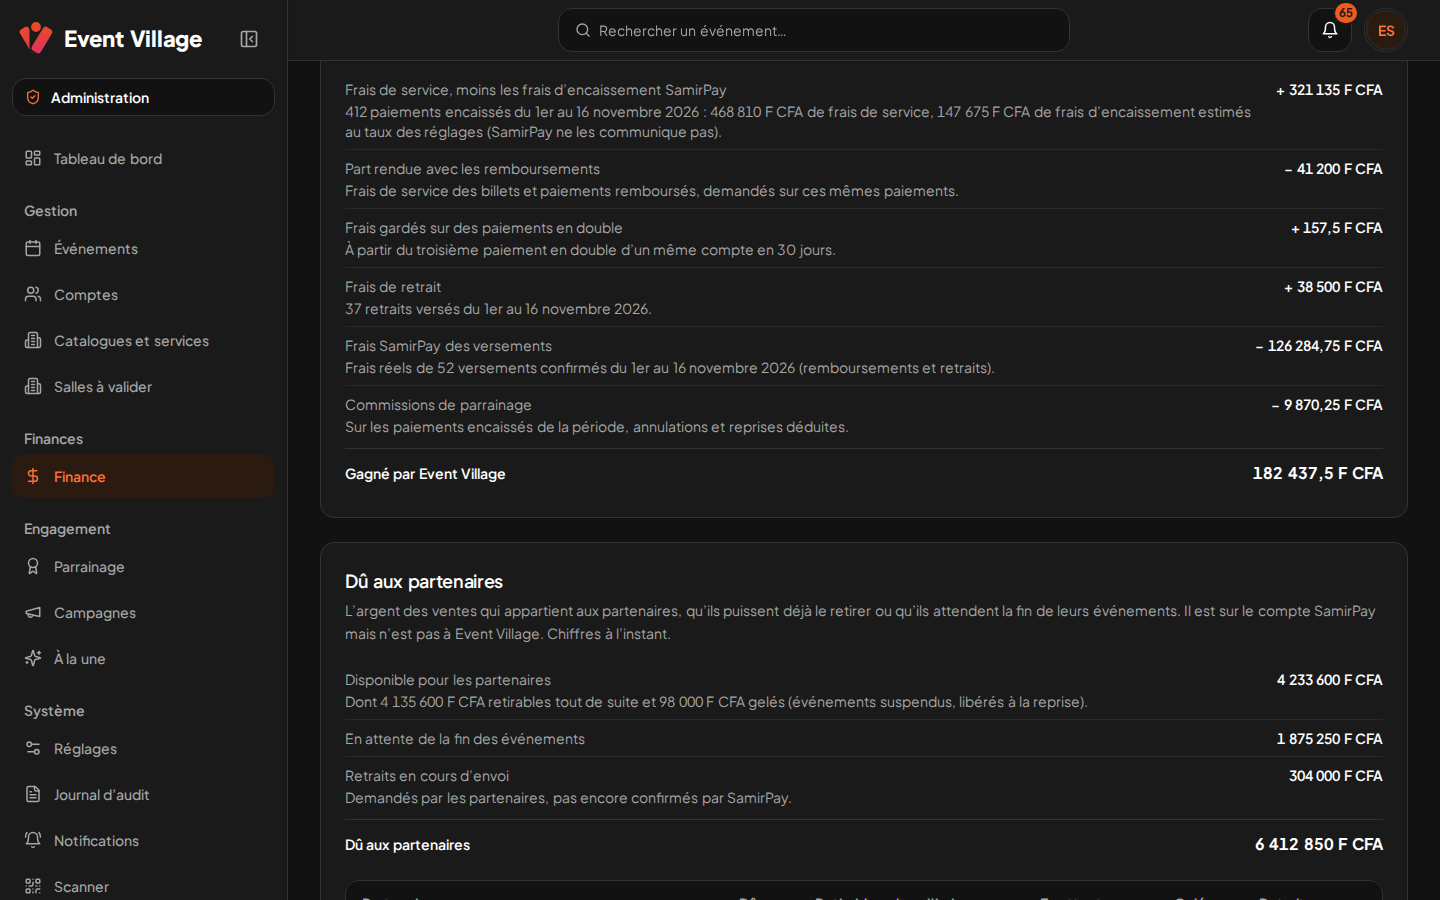 Event Village
Administration
Tableau de bord
Gestion
Événements
Comptes
Catalogues et services
Salles à valider
Finances
Finance
Engagement
Parrainage
Campagnes
À la une
Système
Réglages
Journal d’audit
Notifications
Scanner
Rechercher un événement...
65
ES
Frais de service, moins les frais d’encaissement SamirPay
+ 321 135 F CFA
412 paiements encaissés du 1er au 16 novembre 2026 : 468 810 F CFA de frais de service, 147 675 F CFA de frais d’encaissement estimés
au taux des réglages (SamirPay ne les communique pas).
Part rendue avec les remboursements
− 41 200 F CFA
Frais de service des billets et paiements remboursés, demandés sur ces mêmes paiements.
Frais gardés sur des paiements en double
+ 157,5 F CFA
À partir du troisième paiement en double d’un même compte en 30 jours.
Frais de retrait
+ 38 500 F CFA
37 retraits versés du 1er au 16 novembre 2026.
Frais SamirPay des versements
− 126 284,75 F CFA
Frais réels de 52 versements confirmés du 1er au 16 novembre 2026 (remboursements et retraits).
Commissions de parrainage
− 9 870,25 F CFA
Sur les paiements encaissés de la période, annulations et reprises déduites.
Gagné par Event Village
182 437,5 F CFA
Dû aux partenaires
L’argent des ventes qui appartient aux partenaires, qu’ils puissent déjà le retirer ou qu’ils attendent la fin de leurs événements. Il est sur le compte SamirPay
mais n’est pas à Event Village. Chiffres à l’instant.
Disponible pour les partenaires
4 233 600 F CFA
Dont 4 135 600 F CFA retirables tout de suite et 98 000 F CFA gelés (événements suspendus, libérés à la reprise).
En attente de la fin des événements
1 875 250 F CFA
Retraits en cours d’envoi
304 000 F CFA
Demandés par les partenaires, pas encore confirmés par SamirPay.
Dû aux partenaires
6 412 850 F CFA